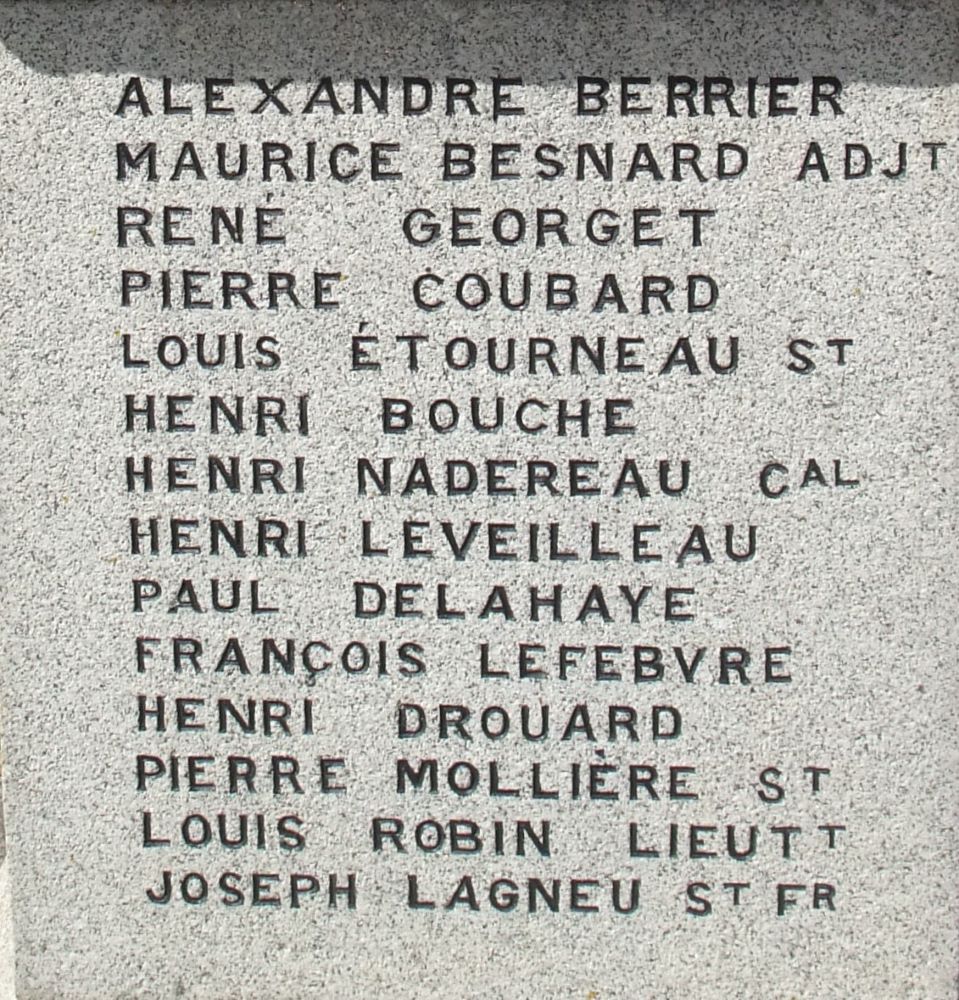 ALEXANDRE BERRIER
MAURICE BESNARD ADJT
RENÉ GEORGET
PIERRE COUBARD
LOUIS ÉTOURNEAU ST
HENRI BOUCHE
HENRI NADEREAU CAL
HENRI LEVEILLEAU
PAUL DELAHAYE
FRANÇOIS LEFEBVRE
HENRI DROUARD
PIERRE MOLLIÈRE ST
LOUIS ROBIN LIEUTT
JOSEPH LAGNEU ST FR